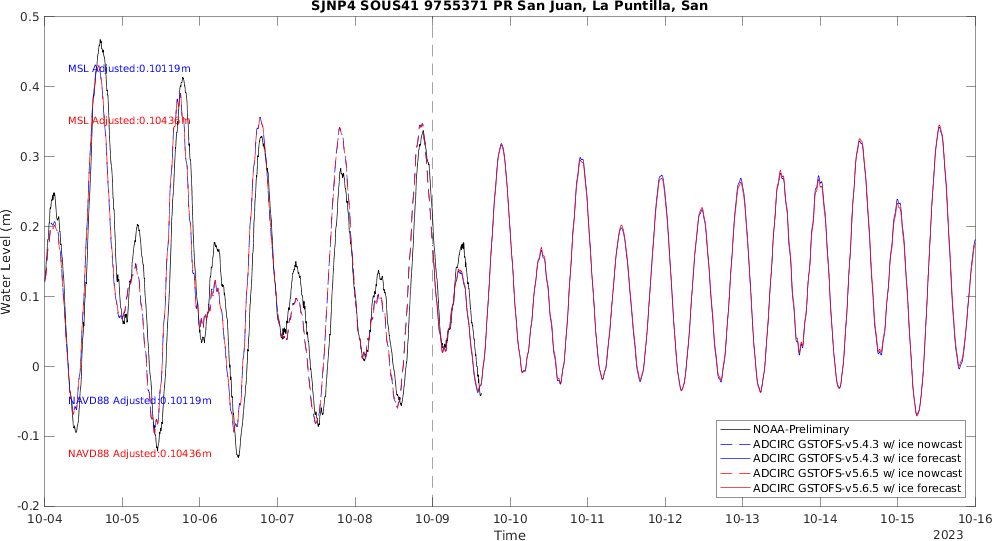 SJNP4 SOUS41 9755371 PR San Juan, La Puntilla, San
0.5
0.4
0.3
0.2
0.1
0
-0.1
-0.2
Water Level (m)
MSL Adjusted:0.10119m
MSL Adjusted:0.10436m
NAVD88 Adjusted:0.10119m
NAVD88 Adjusted:0.10436m
NOAA-Preliminary
ADCIRC GSTOFS-v5.4.3 w/ ice nowcast
ADCIRC GSTOFS-v5.4.3 w/ ice forecast
ADCIRC GSTOFS-v5.6.5 w/ ice nowcast
ADCIRC GSTOFS-v5.6.5 w/ ice forecast
10-04 10-05 10-06 10-07 10-08 10-09 10-10 10-11 10-12 10-13 10-14 10-15 10-16
Time
2023